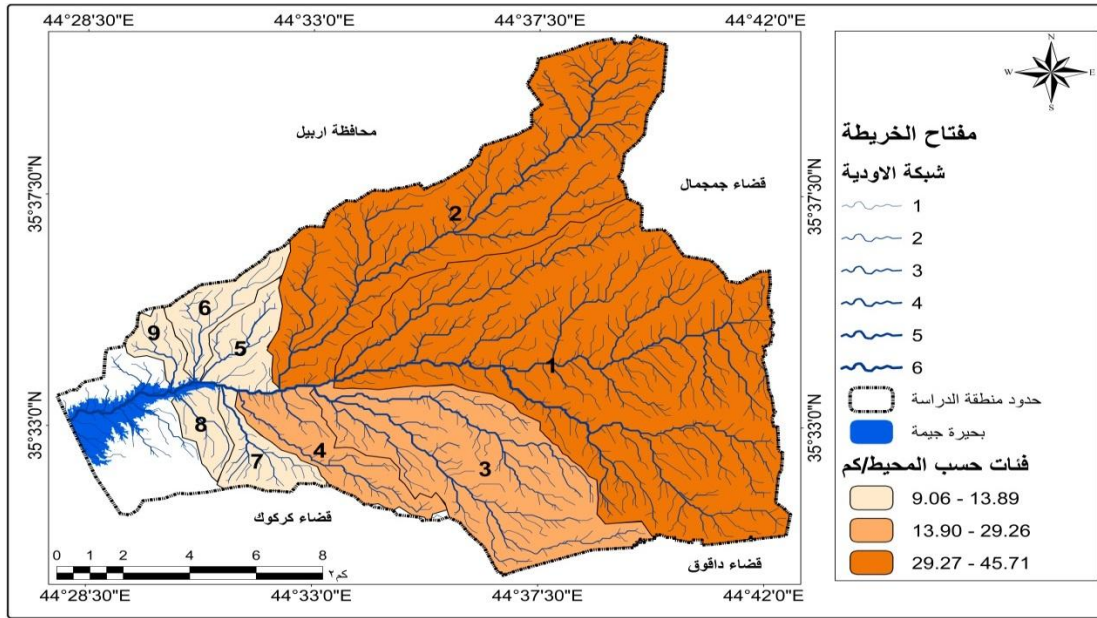 44°28'30"E
44°33'0"E
44°37'30"E
44°42'0"E
35°37'30"N
35°37'30"N
35°33'0"N
35°33'0"N
محافظة اربيل
قضاء جمجمال
2
6
9
5
1
8
7
4
3
قضاء كركوك
قضاء داقوق
0 1 2 4 6 8
كم٢
44°28'30"E
44°33'0"E
44°37'30"E
44°42'0"E
N
W E
S
مفتاح الخريطة
شبكة الاودية
1
2
3
4
5
6
حدود منطقة الدراسة
بحيرة جيمة
فئات حسب المحيط/كم
9.06 - 13.89
13.90 - 29.26
29.27 - 45.71